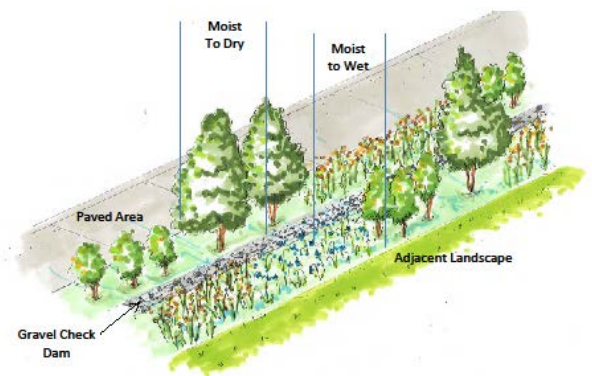 Moist
To Dry
Moist
to Wet
Paved Area
Adjacent Landscape
Gravel Check
Dam